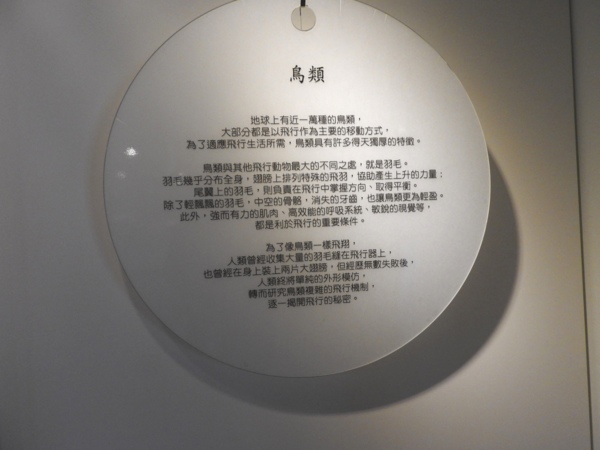 鳥類
地球上有近一萬種的鳥類，
大部分都是以飛行作為主要的移動方式，
為了適應飛行生活所需，鳥類具有許多得天獨厚的特徵。
鳥類與其他飛行動物最大的不同之處，就是羽毛。
羽毛幾乎分布全身，翅膀上排列特殊的飛羽，協助產生上升的力量；
尾翼上的羽毛，則負責在飛行中掌握方向、取得平衡。
除了輕飄飄的羽毛，中空的骨骼，消失的牙齒，也讓鳥類更為輕盈。
此外，強而有力的肌肉、高效能的呼吸系統、敏銳的視覺等，
都是利於飛行的重要條件。
為了像鳥類一樣飛翔，
人類曾經收集大量的羽毛縫在飛行器上，
也曾經在身上裝上兩片大翅膀，但經歷無數失敗後，
人類終將單純的外形模仿，
轉而研究鳥類複雜的飛行機制，
逐一揭開飛行的秘密。